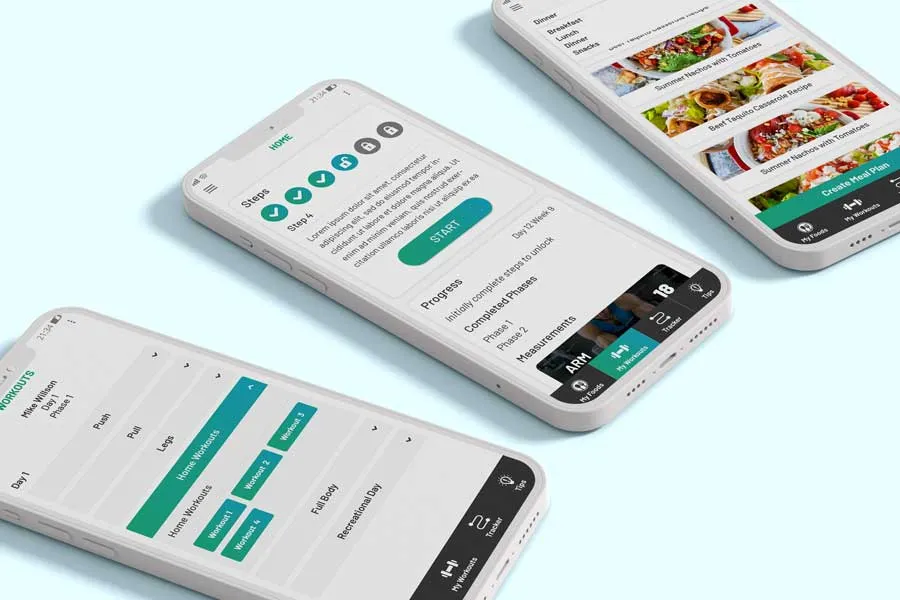 WORKOUTS
21:34
Mike Willson
Day 1
Phase 1
Day 1
Push
Pull
Legs
Home Workouts
Home Workouts
Workout 1
Workout 2
Workout 3
Workout 4
Full Body
Recreational Day
My Workouts
Tracker
Tips
21:34
HOME
Steps
Step 4
Lorem ipsum dolor sit amet, consectetur
adipiscing elit, sed do eiusmod tempor in-
cididunt ut labore et dolore magna aliqua. Ut
enim ad minim veniam, quis nostrud exer-
citation ullamco laboris nisi ut aliquip ex ea
START
Day 12 Week 9
Progress
Initially complete steps to unlock
Completed Phases
Phase 1
Phase 2
Measurements
ARM
18
My Foods
My Workouts
Tracker
Tips
Dinner
Breakfast
Lunch
Dinner
Snacks
Summer Nachos with Tomatoes
Beef Taquito Casserole Recipe
Summer Nachos with Tomatoes
Create Meal Plan
My Foods
My Workouts